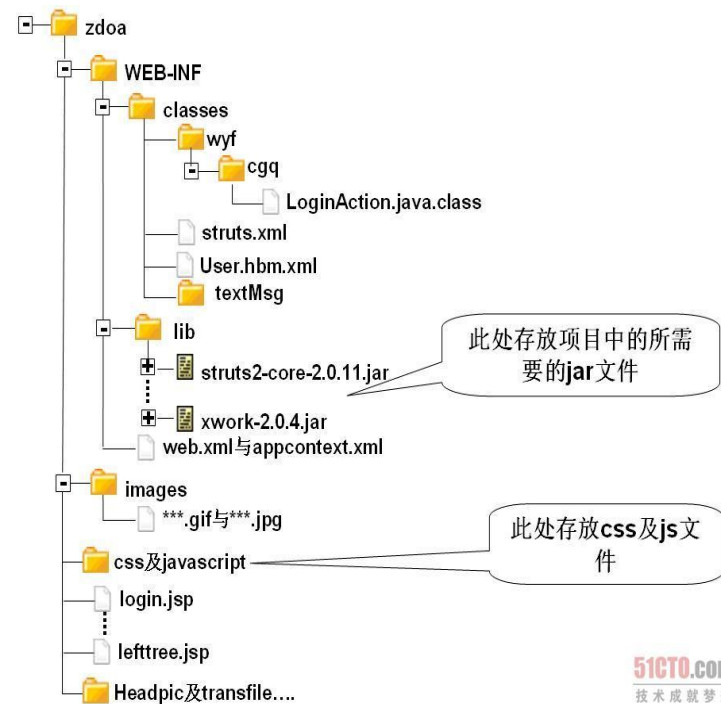 zdoa
WEB-INF
classes
wyf
cgq
LoginAction.java.class
struts.xml
User.hbm.xml
textMsg
lib
struts2-core-2.0.11.jar
xwork-2.0.4.jar
web.xml与appcontext.xml
images
***.gif与***.jpg
css及javascript
login.jsp
lefttree.jsp
Headpic及transfile....
此处存放项目中的所需
要的jar文件
此处存放css及js文
件
51CTO.com
技术成就梦